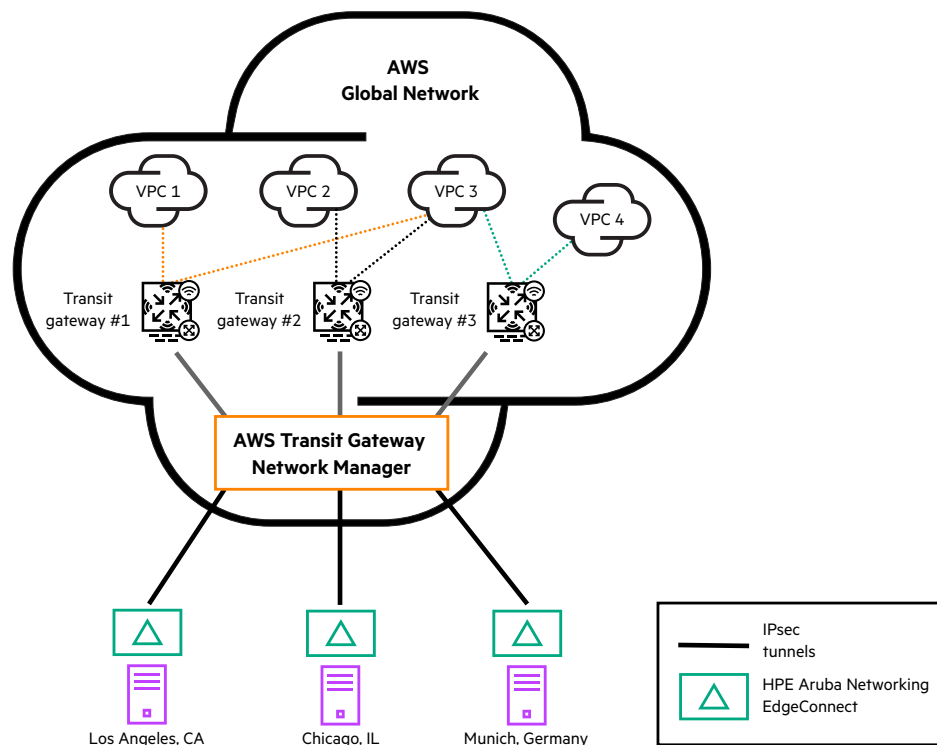 AWS
Global Network
VPC 1
VPC 2
VPC 3
VPC 4
Transit
gateway #1
Transit
gateway #2
Transit
gateway #3
AWS Transit Gateway
Network Manager
IPsec
tunnels
HPE Aruba Networking
EdgeConnect
Los Angeles, CA
Chicago, IL
Munich, Germany